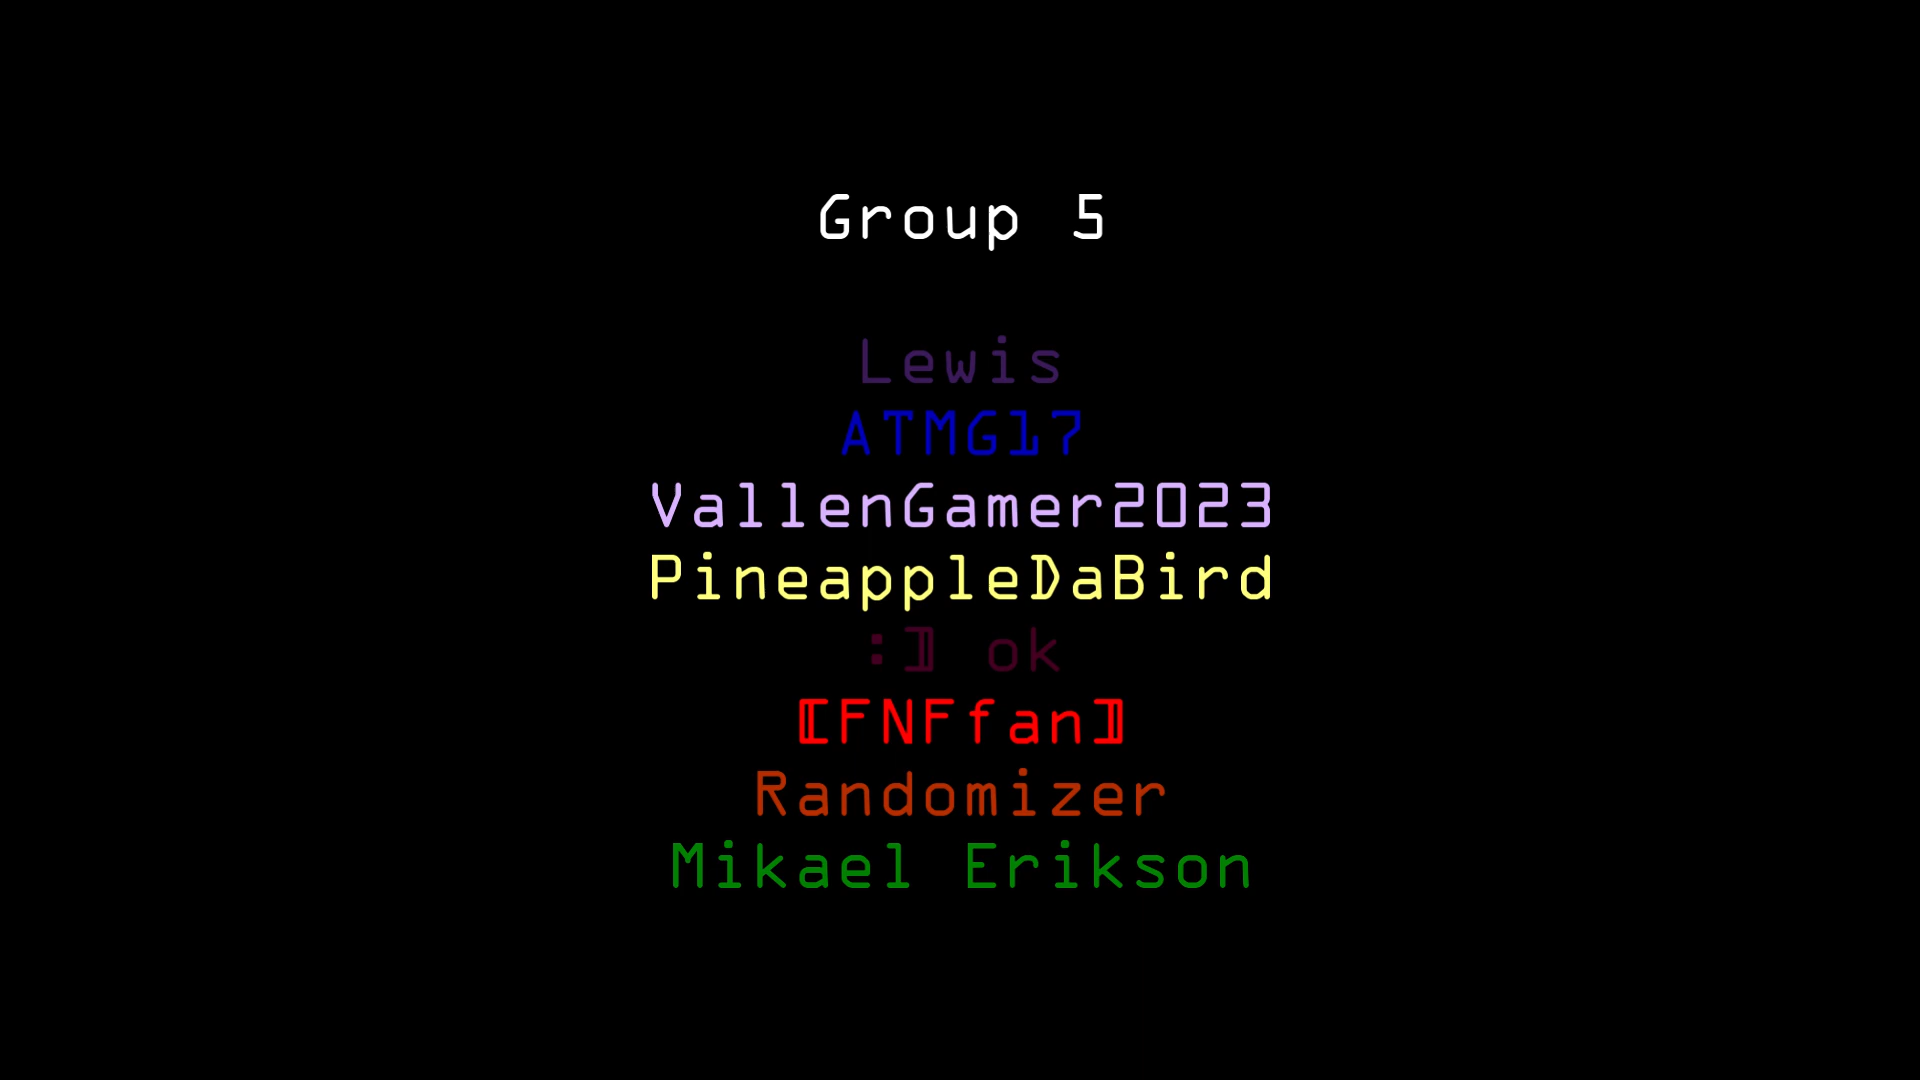 Group 5
Lewis
ATMG17
VallenGamer2023
PineappleDaBird
:] ok
[FNFfan]
Randomizer
Mikael Erikson